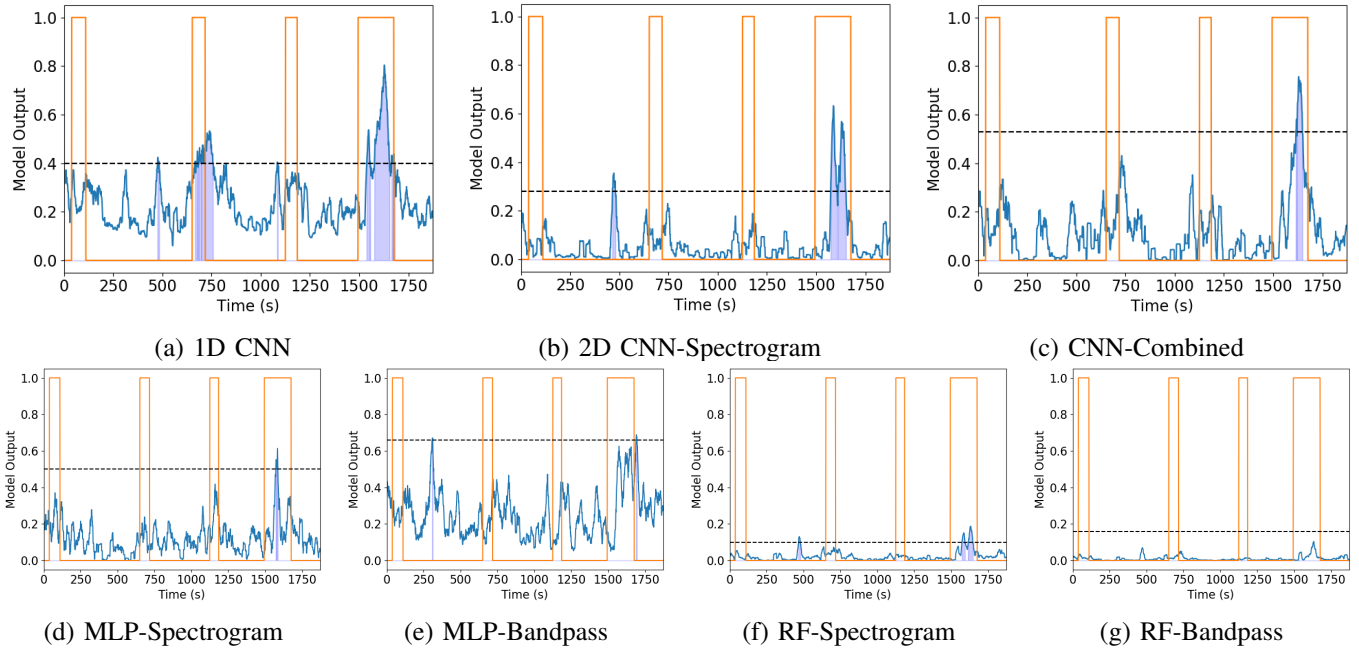 1.0
0.8
0.6
0.4
0.2
0.0
Model Output
0 250 500 750 1000 1250 1500 1750
Time (s)
(a) 1D CNN
1.0
0.8
0.6
0.4
0.2
0.0
Model Output
0 250 500 750 1000 1250 1500 1750
Time (s)
(b) 2D CNN-Spectrogram
1.0
0.8
0.6
0.4
0.2
0.0
Model Output
0 250 500 750 1000 1250 1500 1750
Time (s)
(c) CNN-Combined
1.0
0.8
0.6
0.4
0.2
0.0
Model Output
0 250 500 750 1000 1250 1500 1750
Time (s)
(d) MLP-Spectrogram
1.0
0.8
0.6
0.4
0.2
0.0
Model Output
0 250 500 750 1000 1250 1500 1750
Time (s)
(e) MLP-Bandpass
1.0
0.8
0.6
0.4
0.2
0.0
Model Output
0 250 500 750 1000 1250 1500 1750
Time (s)
(f) RF-Spectrogram
1.0
0.8
0.6
0.4
0.2
0.0
Model Output
0 250 500 750 1000 1250 1500 1750
Time (s)
(g) RF-Bandpass